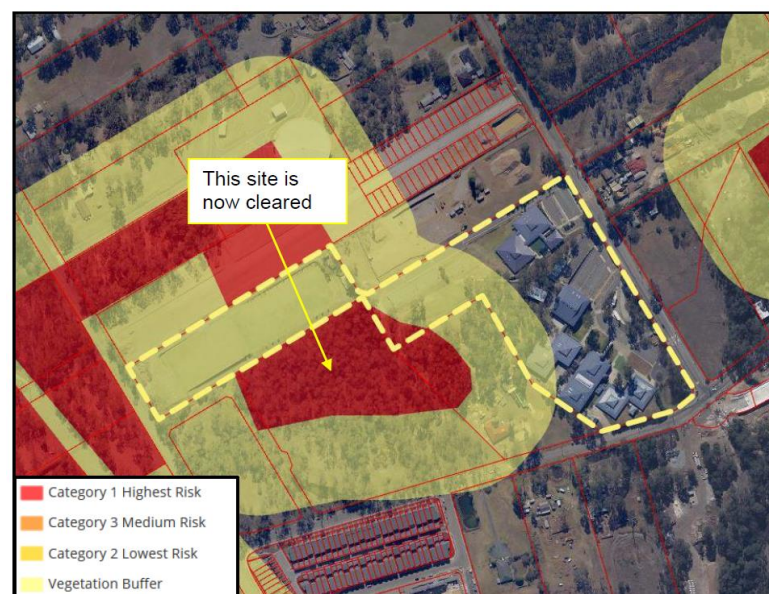 This site is
now cleared
Category 1 Highest Risk
Category 3 Medium Risk
Category 2 Lowest Risk
Vegetation Buffer